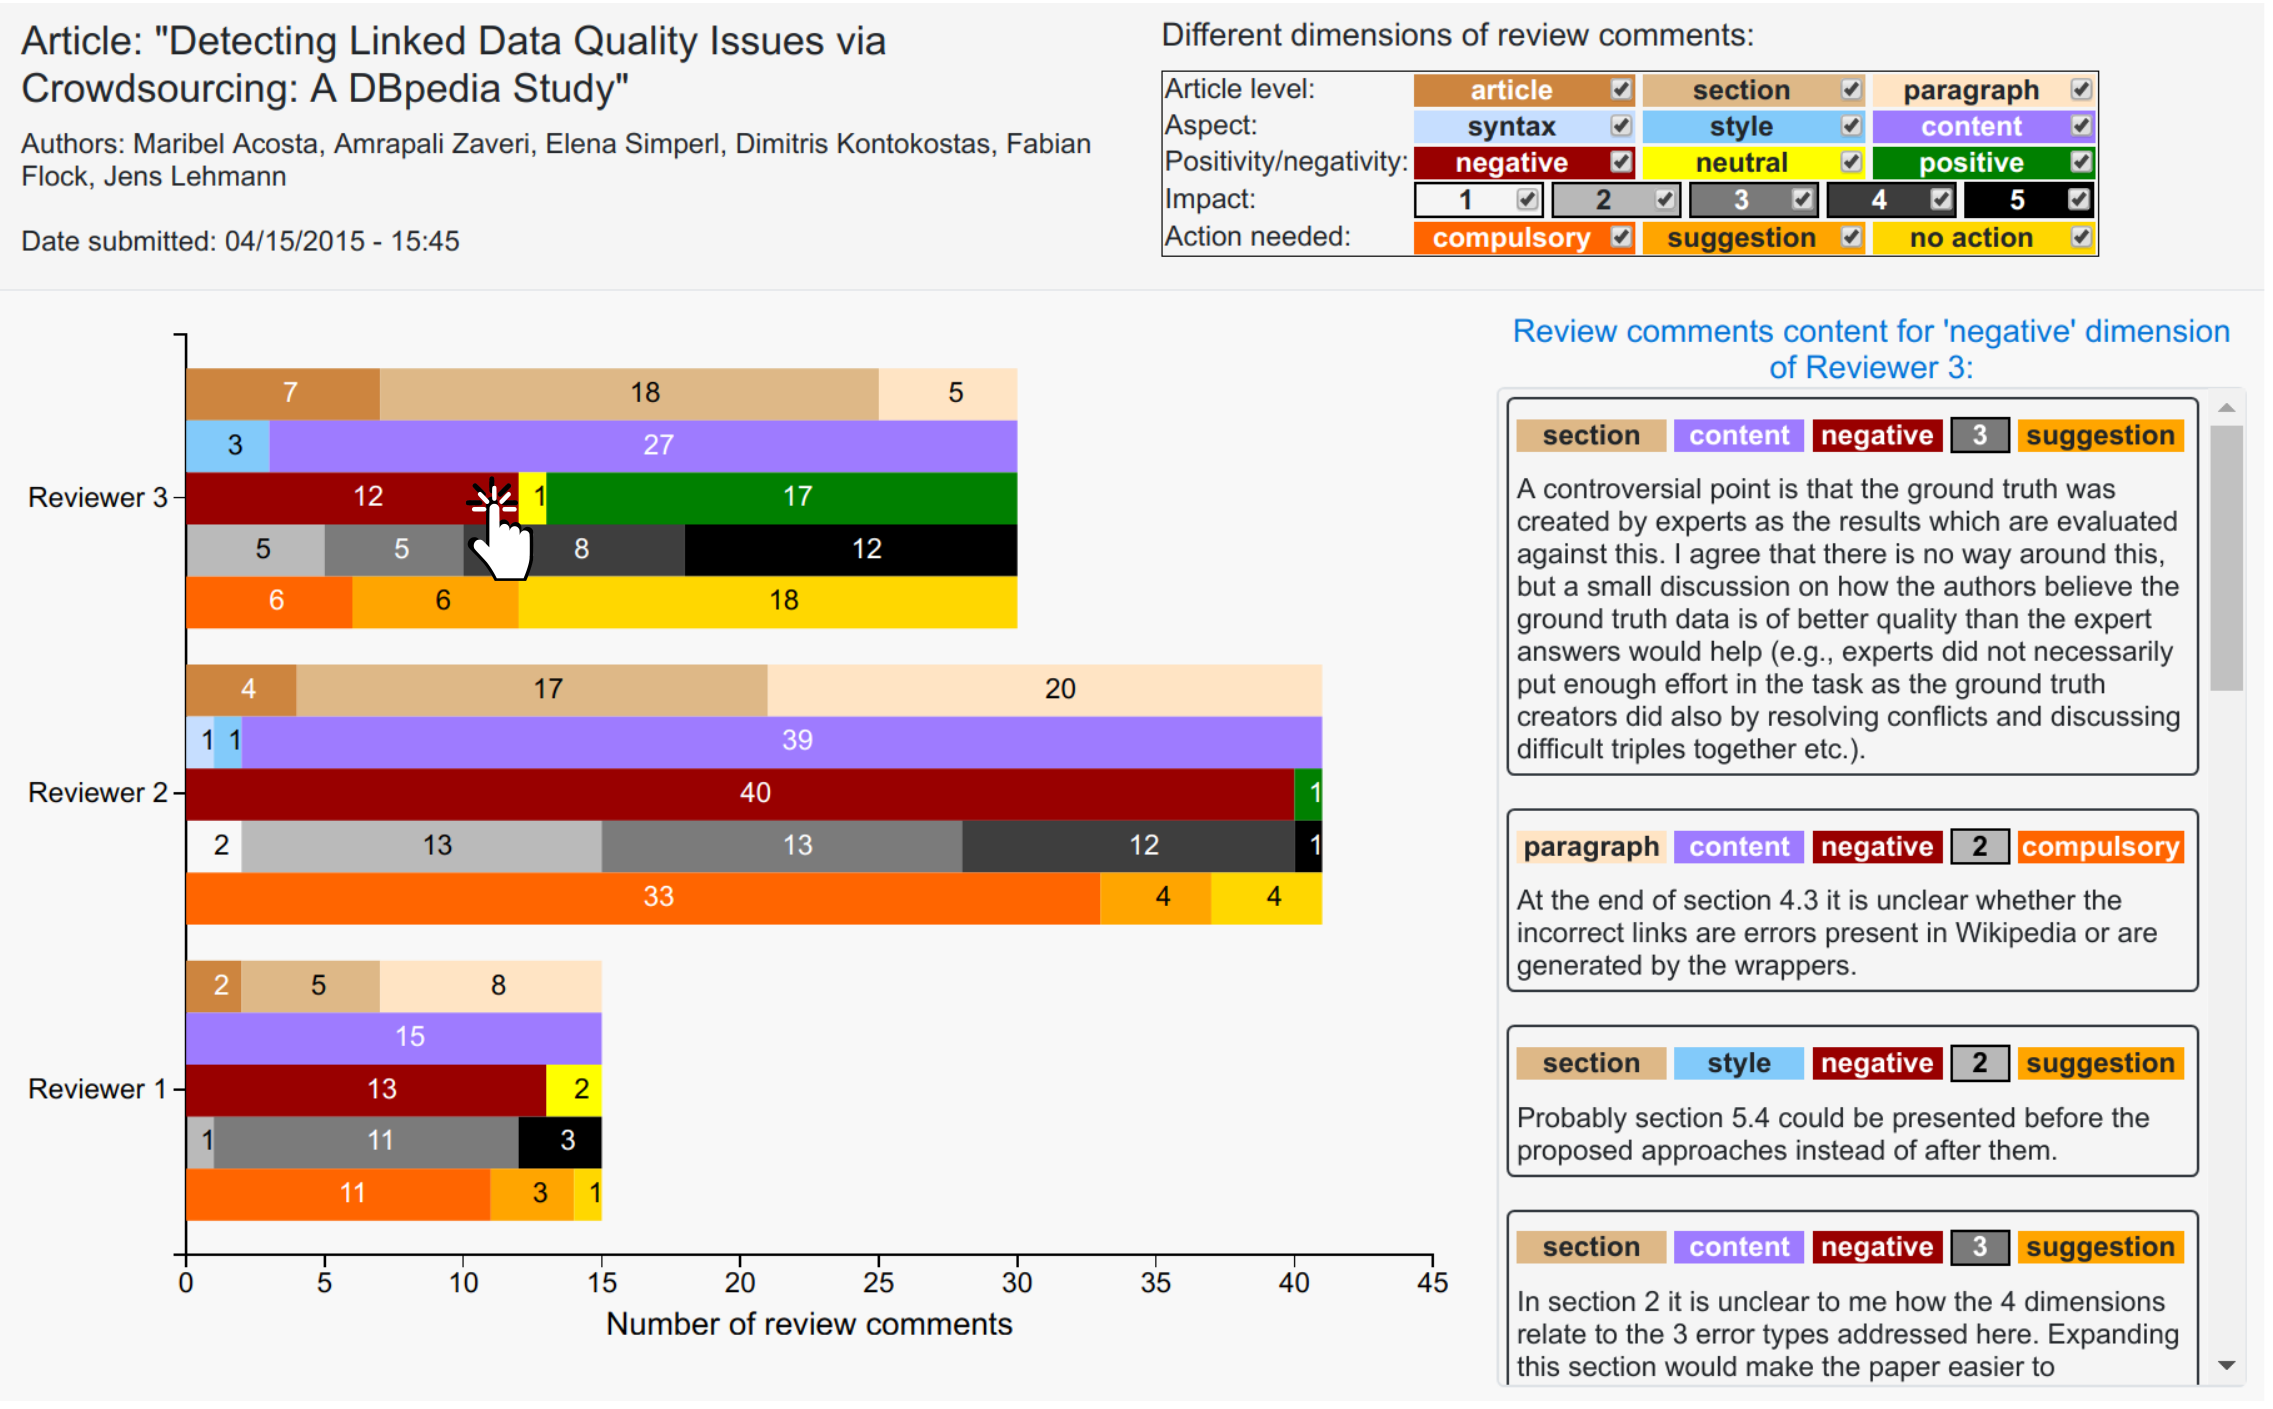 Article: "Detecting Linked Data Quality Issues via
Crowdsourcing: A DBpedia Study"
Authors: Maribel Acosta, Amrapali Zaveri, Elena Simperl, Dimitris Kontokostas, Fabian
Flock, Jens Lehmann
Date submitted: 04/15/2015 - 15:45
Different dimensions of review comments:
Article level: article section paragraph
Aspect: syntax style content
Positivity/negativity: negative neutral positive
Impact: 1 2 3 4 5
Action needed: compulsory suggestion no action
7 18 5
3 27
Reviewer 3 12 1 17
5 5 8 12
6 6 18
4 17 20
1 1 39
Reviewer 2 40 1
2 13 13 12 1
33 4 4
2 5 8
15
Reviewer 1 13 2
1 11 3
11 3 1
0 5 10 15 20 25 30 35 40 45
Number of review comments
Review comments content for 'negative' dimension
of Reviewer 3:
section content negative 3 suggestion
A controversial point is that the ground truth was
created by experts as the results which are evaluated
against this. I agree that there is no way around this,
but a small discussion on how the authors believe the
ground truth data is of better quality than the expert
answers would help (e.g., experts did not necessarily
put enough effort in the task as the ground truth
creators did also by resolving conflicts and discussing
difficult triples together etc.).
paragraph content negative 2 compulsory
At the end of section 4.3 it is unclear whether the
incorrect links are errors present in Wikipedia or are
generated by the wrappers.
section style negative 2 suggestion
Probably section 5.4 could be presented before the
proposed approaches instead of after them.
section content negative 3 suggestion
In section 2 it is unclear to me how the 4 dimensions
relate to the 3 error types addressed here. Expanding
this section would make the paper easier to